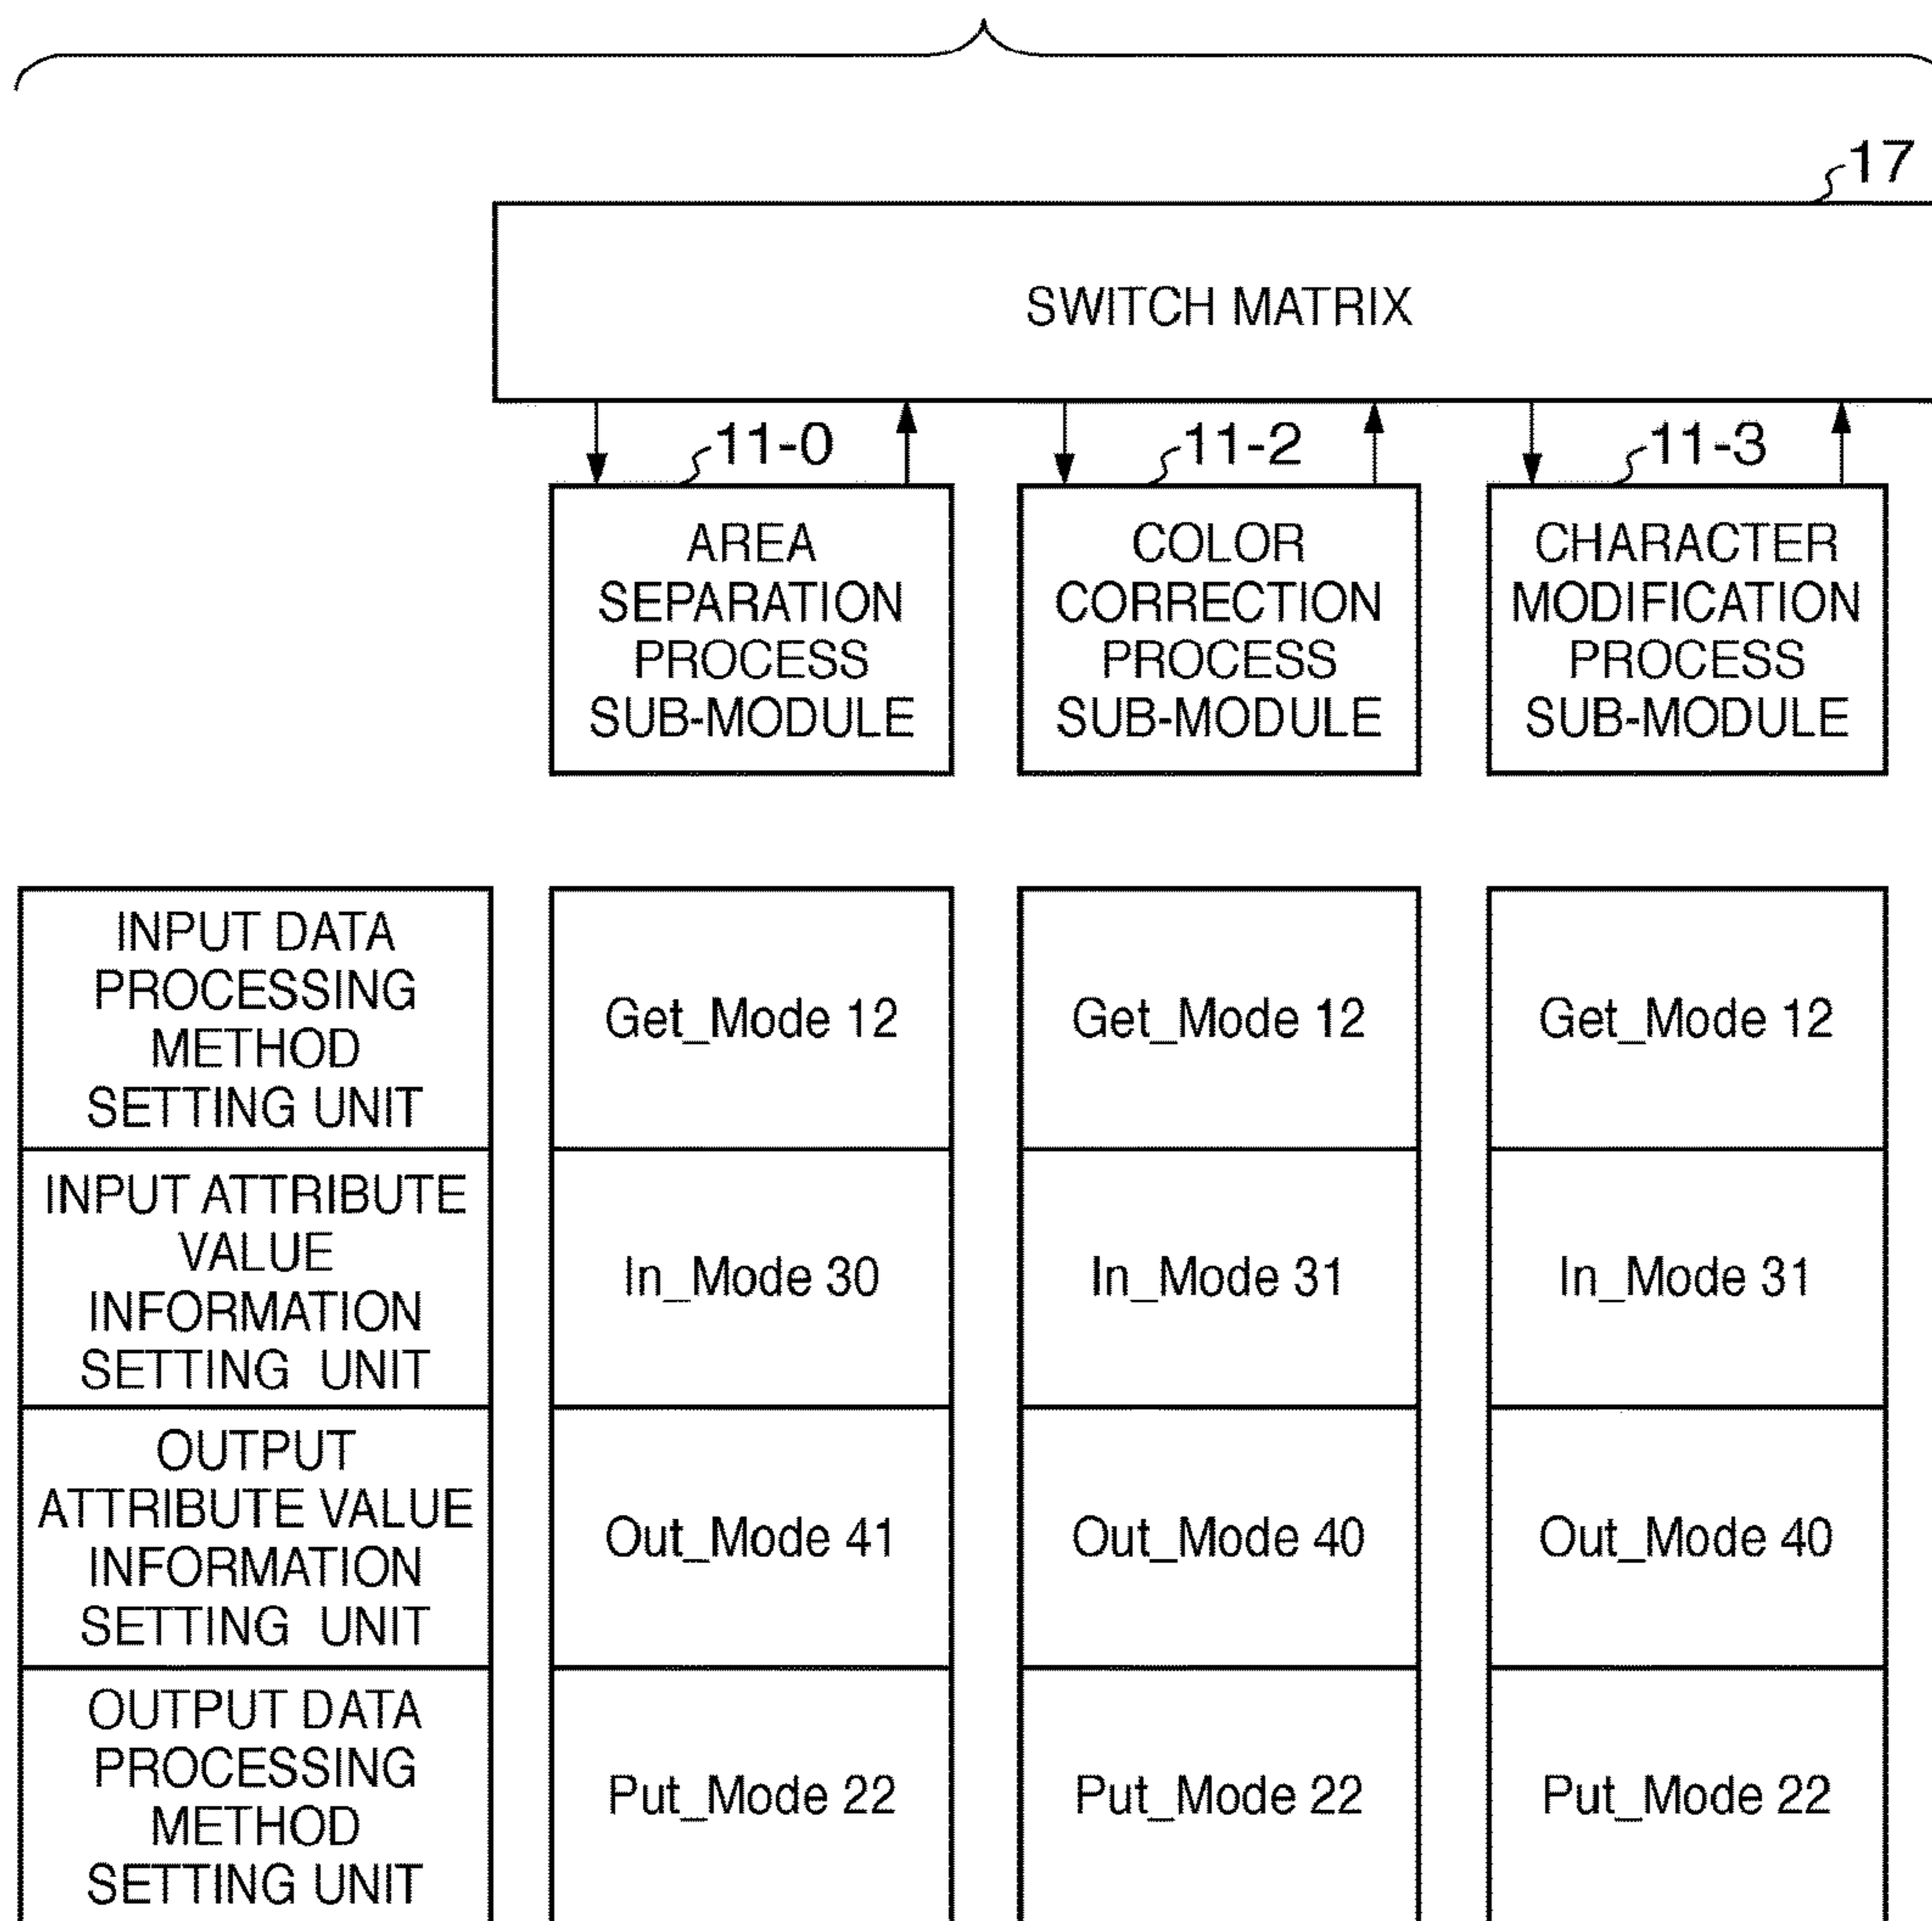 17
SWITCH MATRIX
11-0
11-2
11-3
AREA
SEPARATION
PROCESS
SUB-MODULE
COLOR
CORRECTION
PROCESS
SUB-MODULE
CHARACTER
MODIFICATION
PROCESS
SUB-MODULE
INPUT DATA
PROCESSING
METHOD
SETTING UNIT
Get_Mode 12
Get_Mode 12
Get_Mode 12
INPUT ATTRIBUTE
VALUE
INFORMATION
SETTING UNIT
In_Mode 30
In_Mode 31
In_Mode 31
OUTPUT
ATTRIBUTE VALUE
INFORMATION
SETTING UNIT
Out_Mode 41
Out_Mode 40
Out_Mode 40
OUTPUT DATA
PROCESSING
METHOD
SETTING UNIT
Put_Mode 22
Put_Mode 22
Put_Mode 22